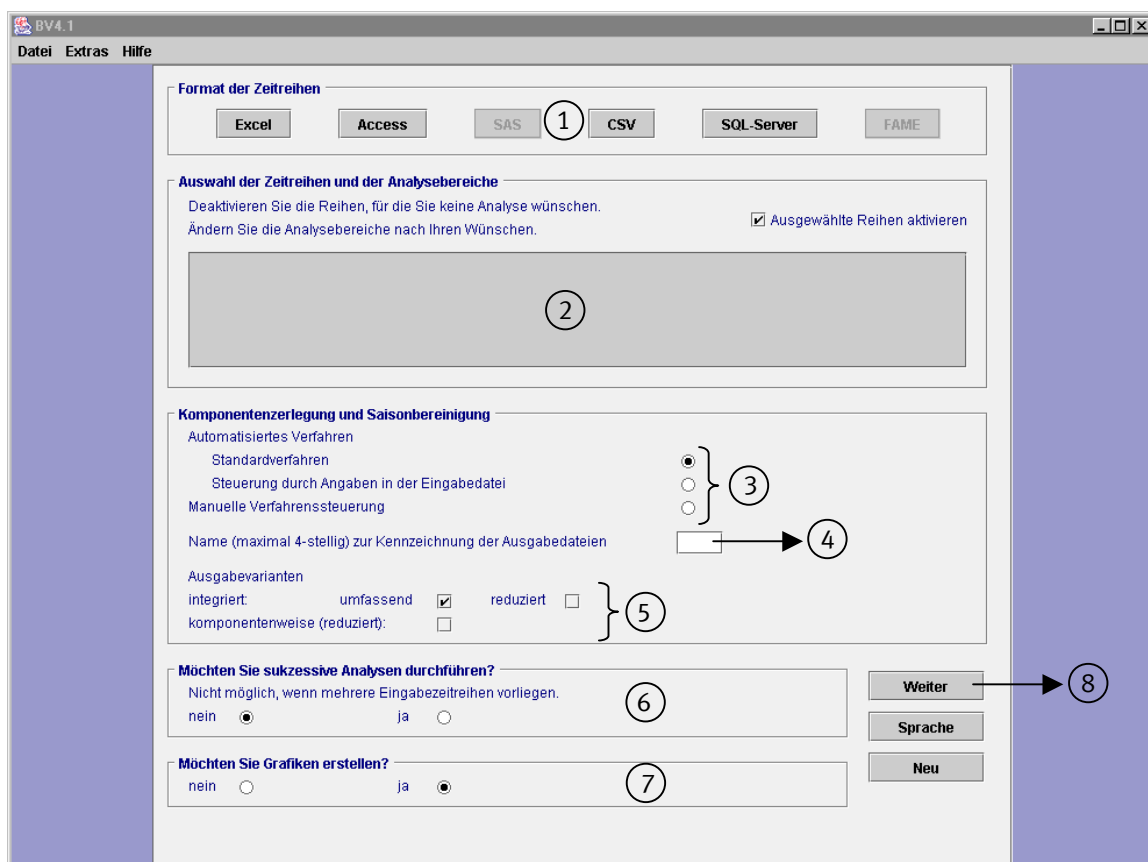 BV4.1
Datei Extras Hilfe
Format der Zeitreihen
Excel Access SAS 1 CSV SQL-Server FAME
Auswahl der Zeitreihen und der Analysebereiche
Deaktivieren Sie die Reihen, für die Sie keine Analyse wünschen.
Ausgewählte Reihen aktivieren
Ändern Sie die Analysebereiche nach Ihren Wünschen.
2
Komponentenzerlegung und Saisonbereinigung
Automatisiertes Verfahren
Standardverfahren
Steuerung durch Angaben in der Eingabedatei
3
Manuelle Verfahrenssteuerung
Name (maximal 4-stellig) zur Kennzeichnung der Ausgabedateien
4
Ausgabevarianten
integriert: umfassend reduziert
5
komponentenweise (reduziert):
Möchten Sie sukzessive Analysen durchführen?
Nicht möglich, wenn mehrere Eingabezeitreihen vorliegen.
6
nein ja
Weiter
8
Sprache
Neu
Möchten Sie Grafiken erstellen?
nein ja
7